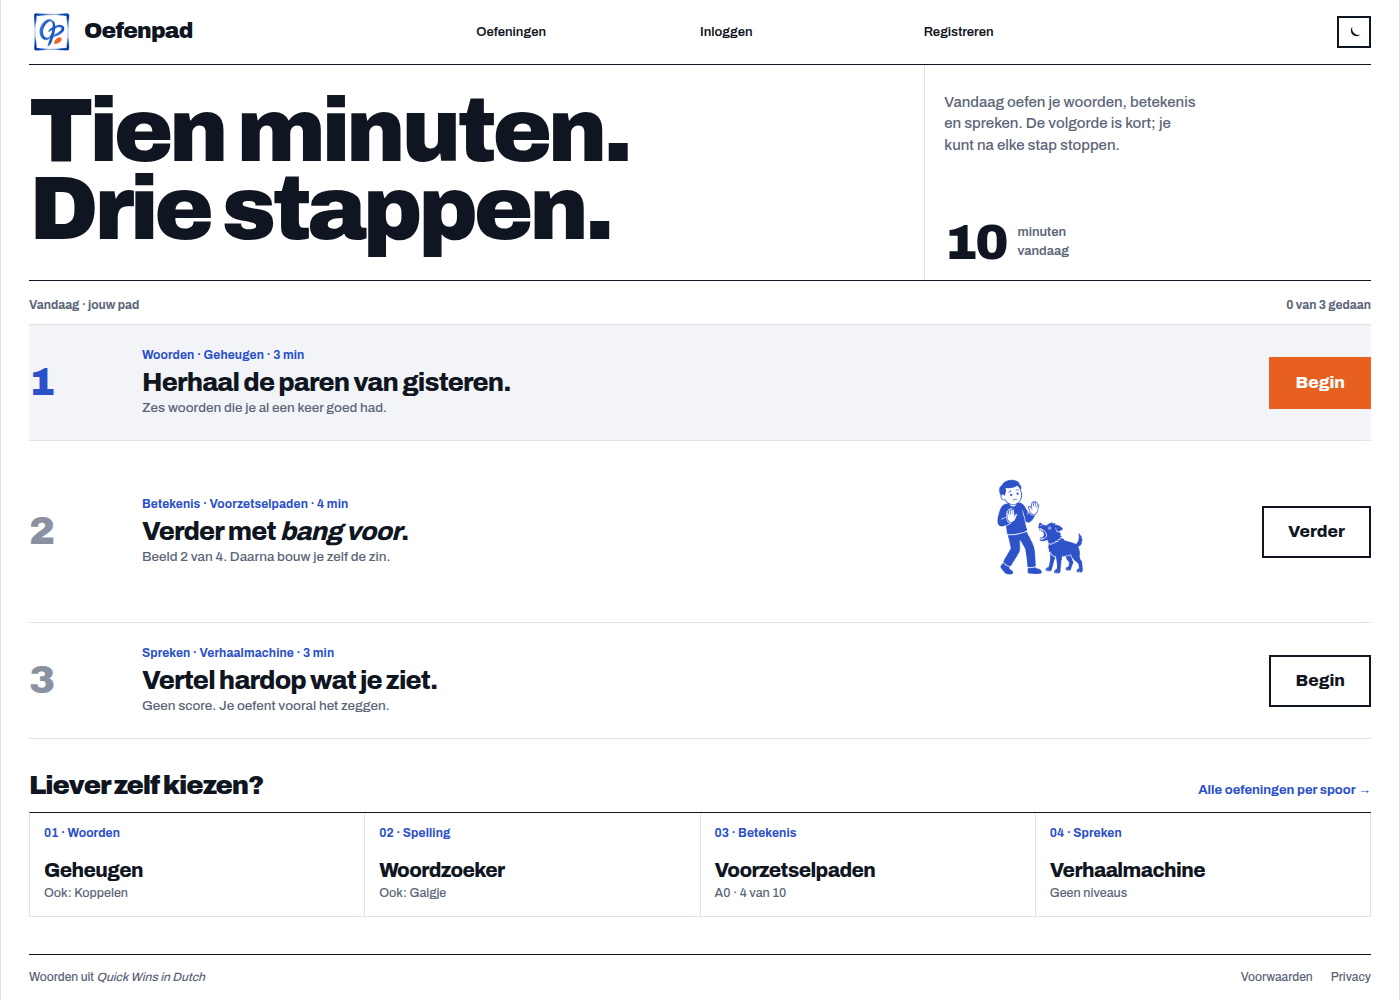 Oefenpad
Oefeningen
Inloggen
Registreren
Tien minuten.
Drie stappen.
Vandaag oefen je woorden, betekenis
en spreken. De volgorde is kort; je
kunt na elke stap stoppen.
10 minuten
vandaag
Vandaag · jouw pad
0 van 3 gedaan
1
Woorden · Geheugen · 3 min
Herhaal de paren van gisteren.
Zes woorden die je al een keer goed had.
Begin
2
Betekenis · Voorzetselpaden · 4 min
Verder met bang voor.
Beeld 2 van 4. Daarna bouw je zelf de zin.
Verder
3
Spreken · Verhaalmachine · 3 min
Vertel hardop wat je ziet.
Geen score. Je oefent vooral het zeggen.
Begin
Liever zelf kiezen?
Alle oefeningen per spoor →
01 · Woorden
Geheugen
Ook: Koppelen
02 · Spelling
Woordzoeker
Ook: Galgje
03 · Betekenis
Voorzetselpaden
A0 · 4 van 10
04 · Spreken
Verhaalmachine
Geen niveaus
Woorden uit Quick Wins in Dutch
Voorwaarden
Privacy